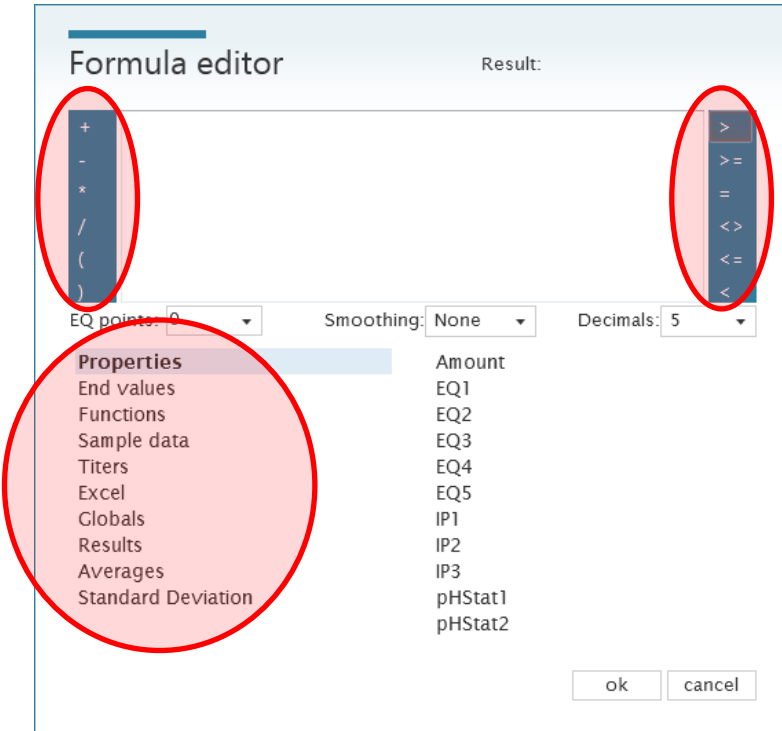 Formula editor Result:
+ >
- >=
* =
/ <>
( <=
) <
EQ points: 0 Smoothing: None Decimals: 5
Properties Amount
End values EQ1
Functions EQ2
Sample data EQ3
Titers EQ4
Excel EQ5
Globals IP1
Results IP2
Averages IP3
Standard Deviation pHStat1
pHStat2
ok cancel